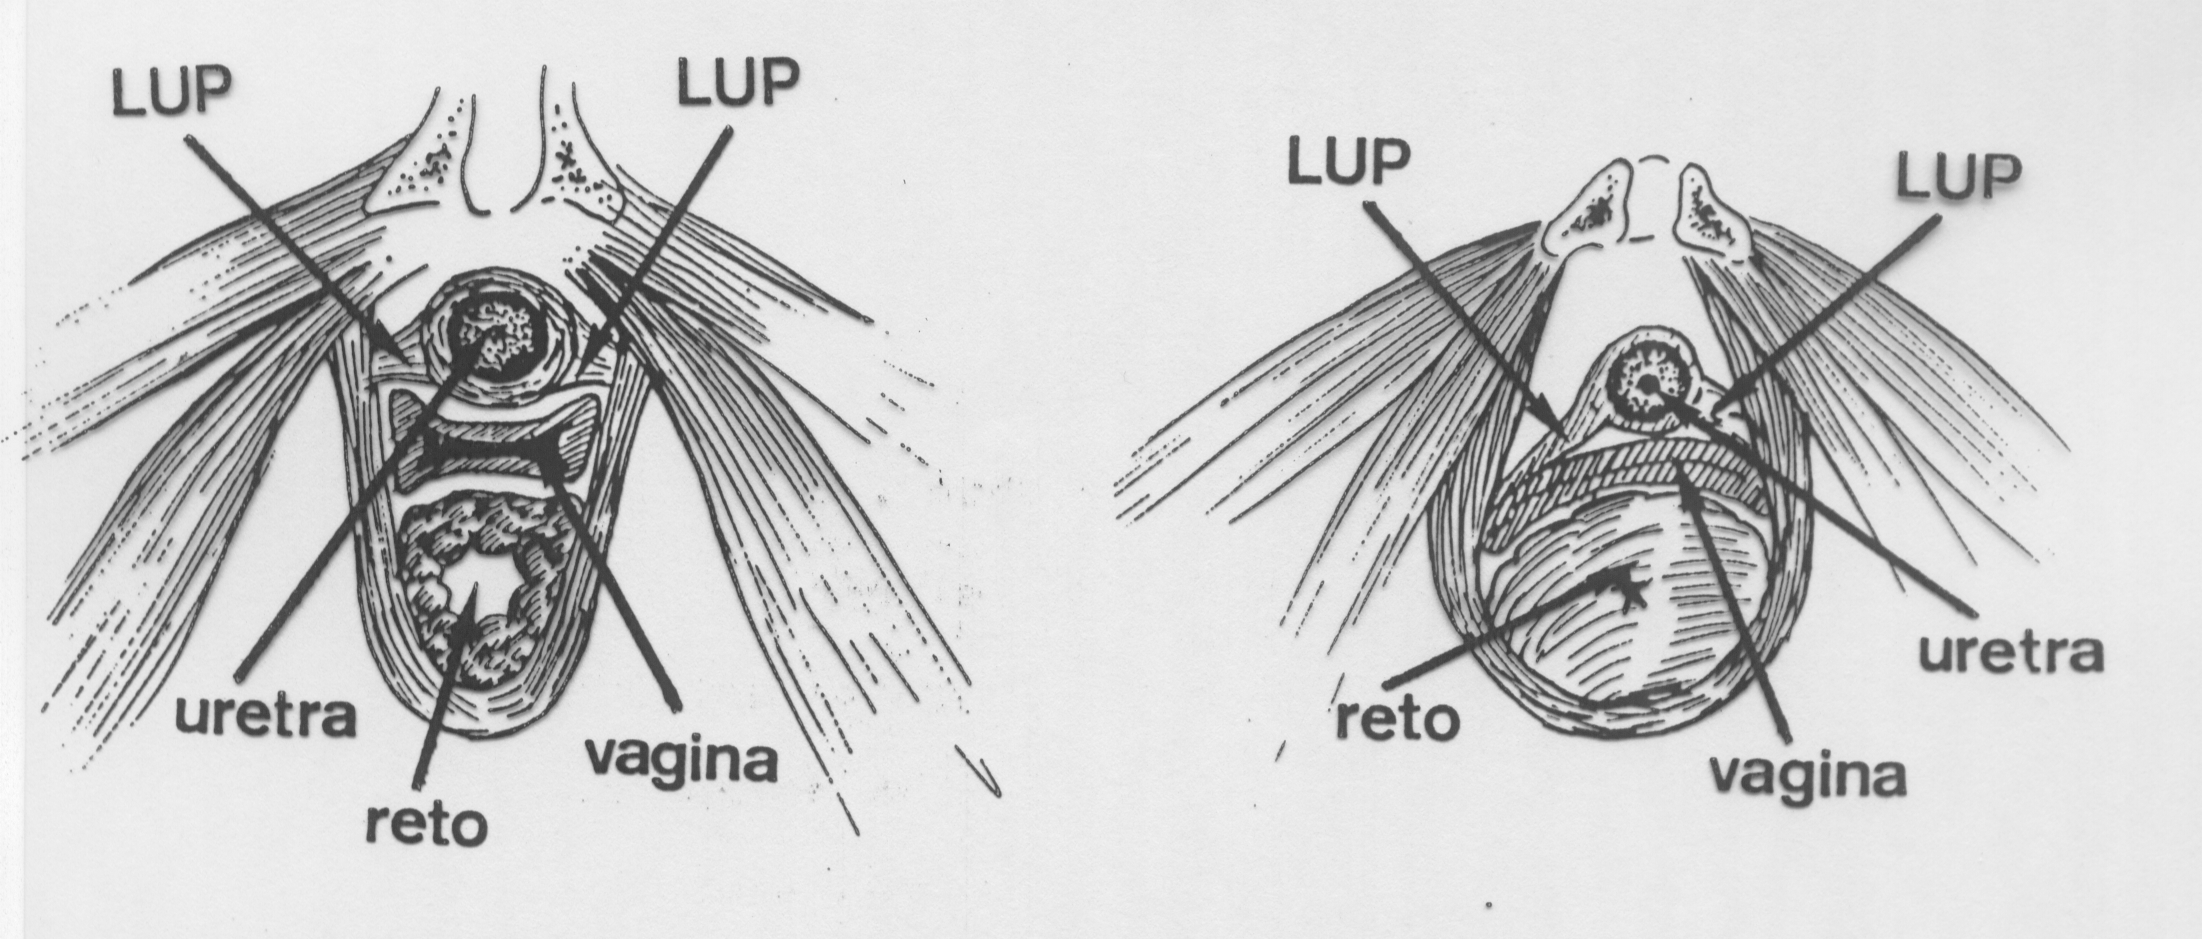 LUP
LUP
uretra
reto
vagina
LUP
LUP
reto
vagina
uretra